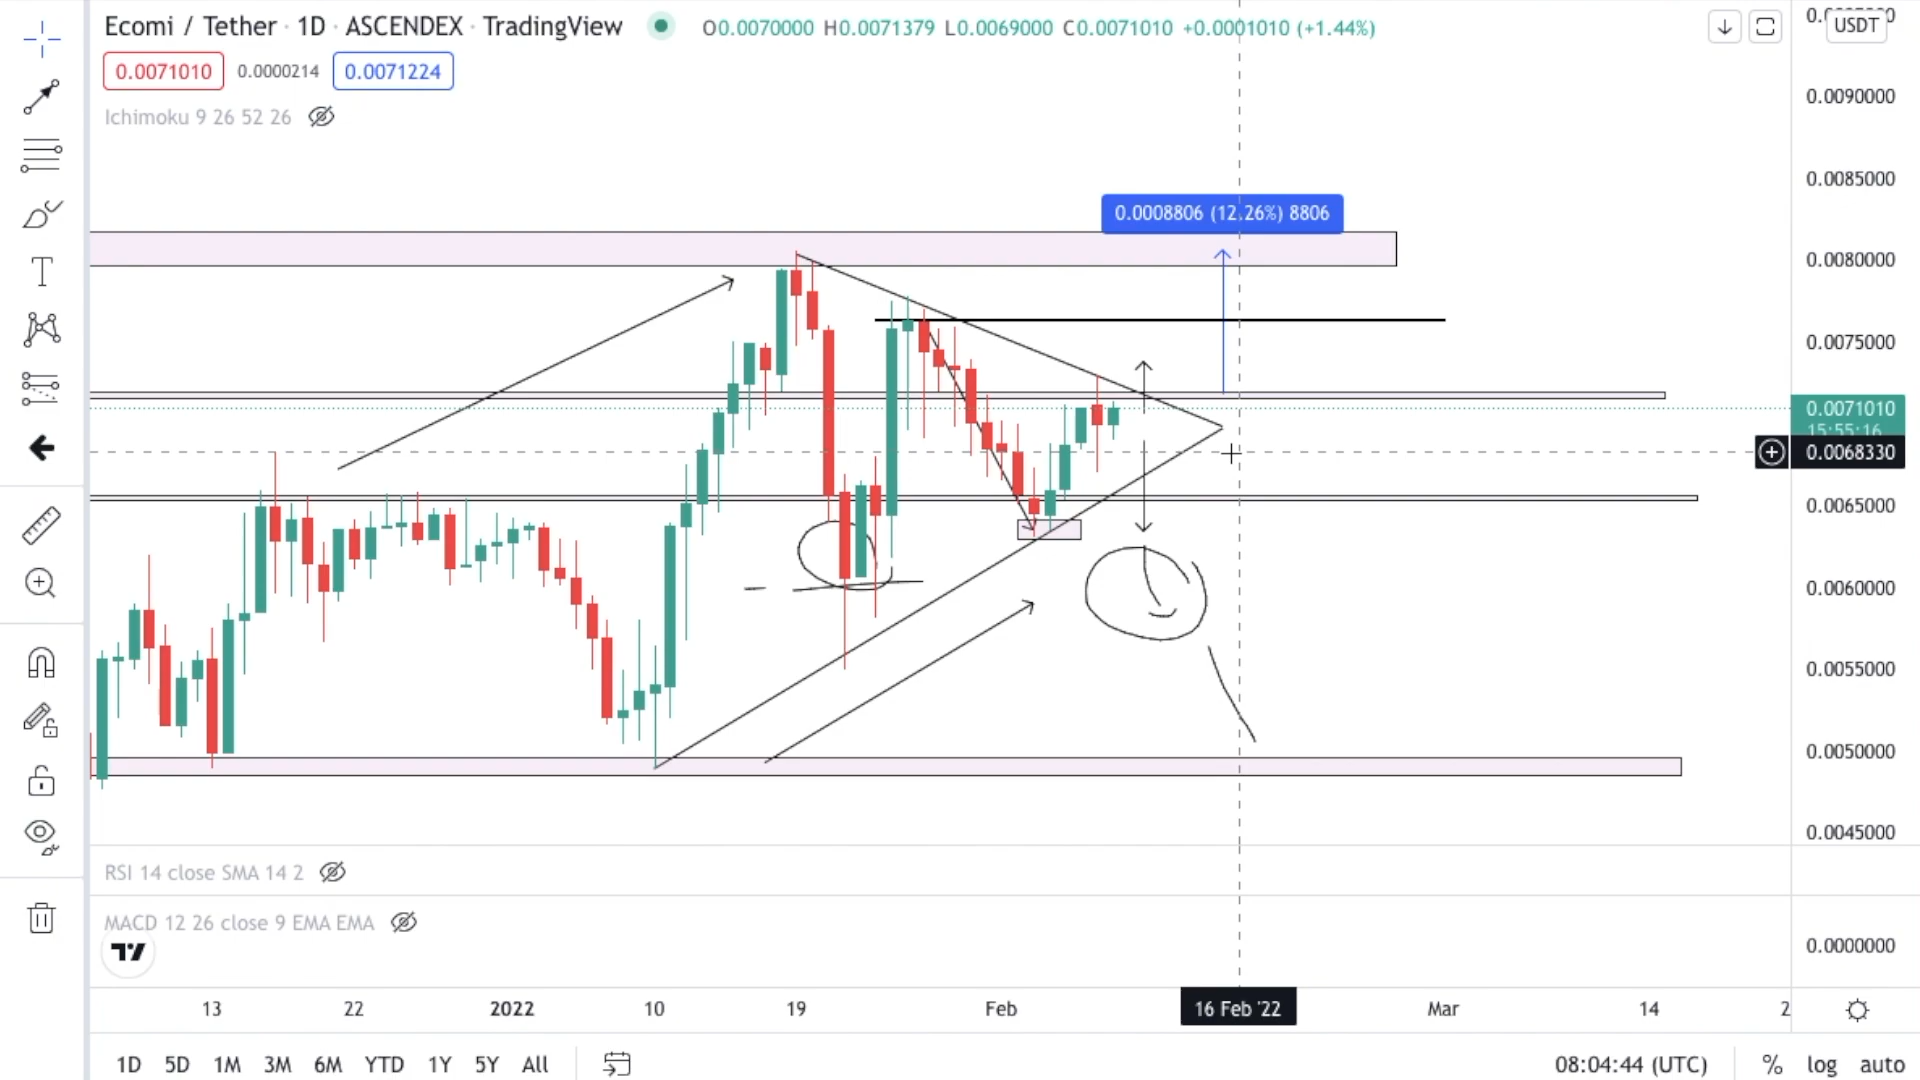 Ecomi / Tether · 1D · ASCENDEX · TradingView O0.0070000 H0.0071379 L0.0069000 C0.0071010 +0.0001010 (+1.44%)
USDT
0.0071010 0.0000214 0.0071224
Ichimoku 9 26 52 26
0.0090000
0.0085000
0.0008806 (12.26%) 8806
0.0080000
0.0075000
0.0071010
15:55:16
0.0068330
0.0065000
0.0060000
0.0055000
0.0050000
0.0045000
RSI 14 close SMA 14 2
MACD 12 26 close 9 EMA EMA
0.0000000
13 22 2022 10 19 Feb 16 Feb '22 Mar 14 2
1D 5D 1M 3M 6M YTD 1Y 5Y All 08:04:44 (UTC) % log auto